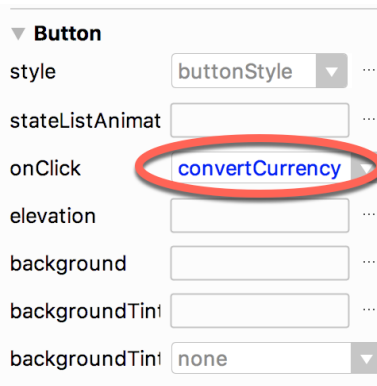 Button
style buttonStyle ...
stateListAnimat ...
onClick convertCurrency
elevation ...
background ...
backgroundTint ...
backgroundTint none